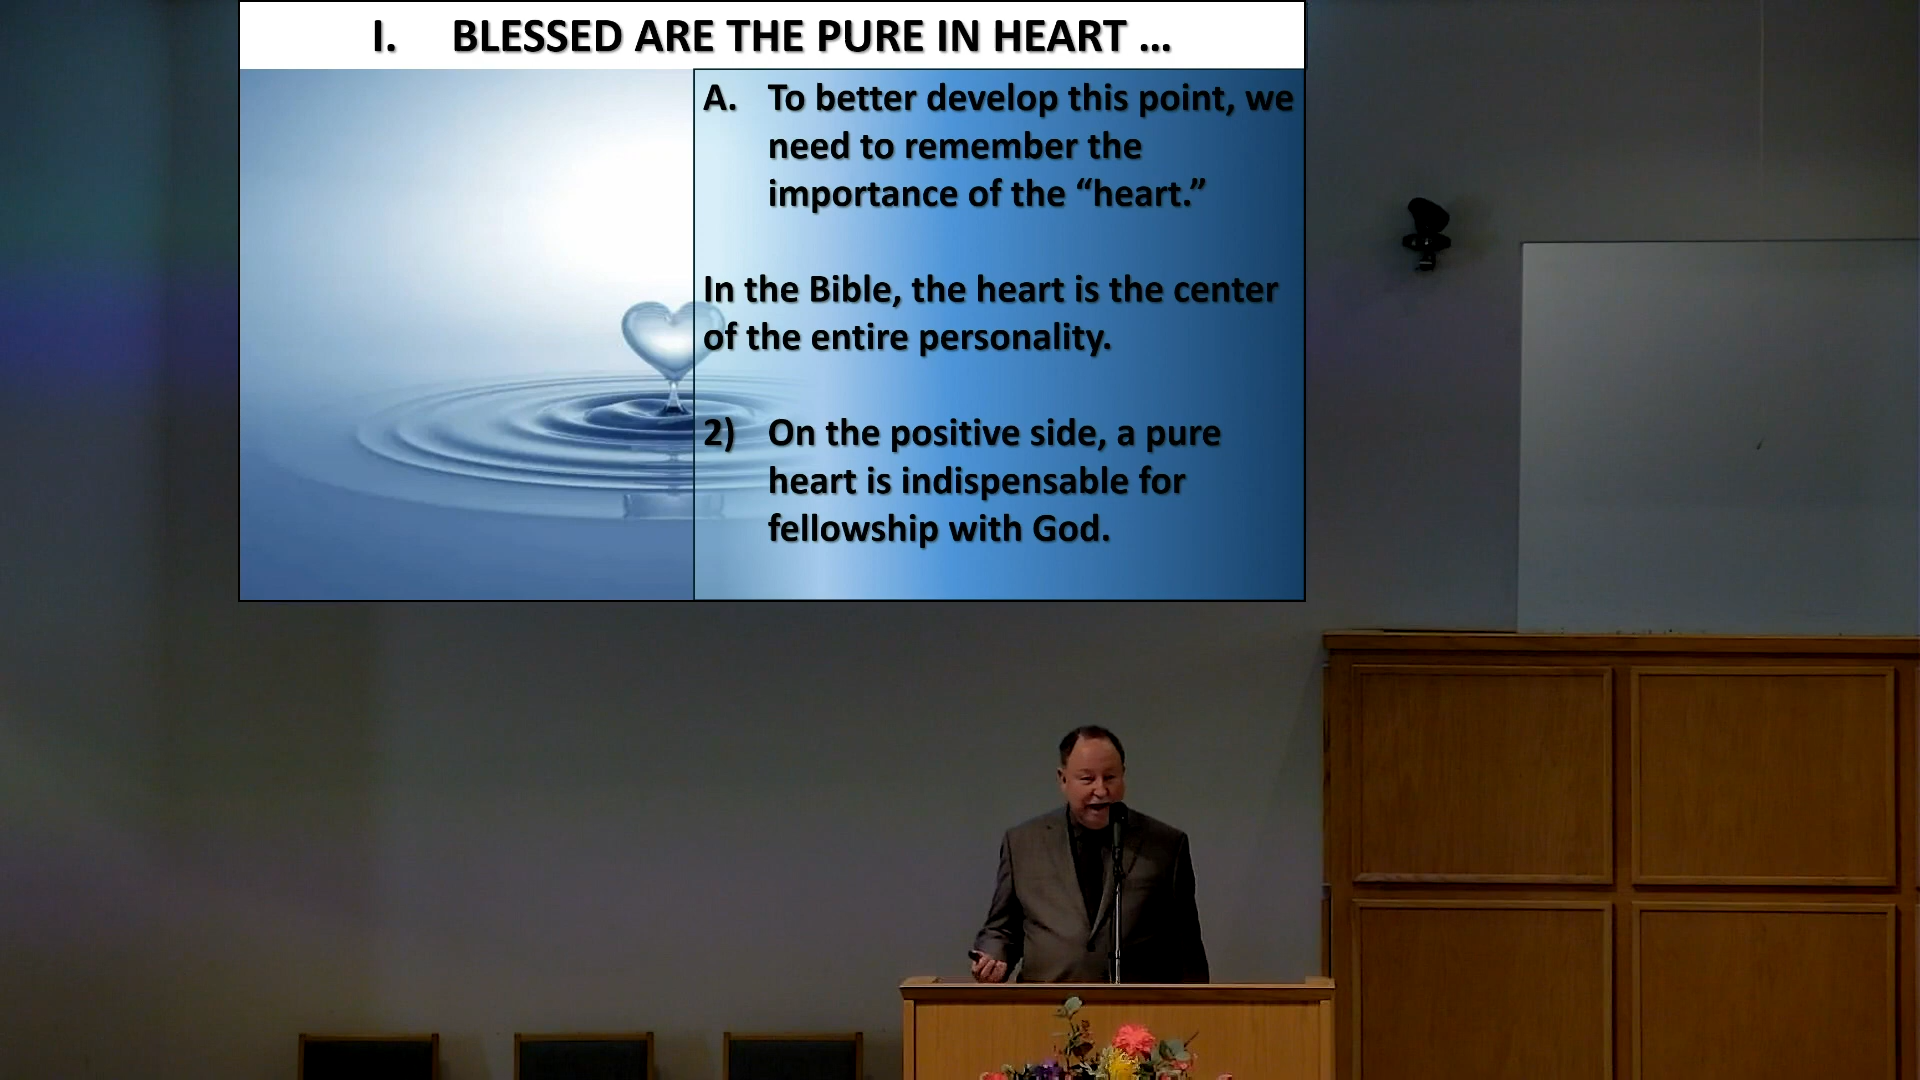 I. BLESSED ARE THE PURE IN HEART ...
A. To better develop this point, we
need to remember the
importance of the “heart.”
In the Bible, the heart is the center
of the entire personality.
2) On the positive side, a pure
heart is indispensable for
fellowship with God.